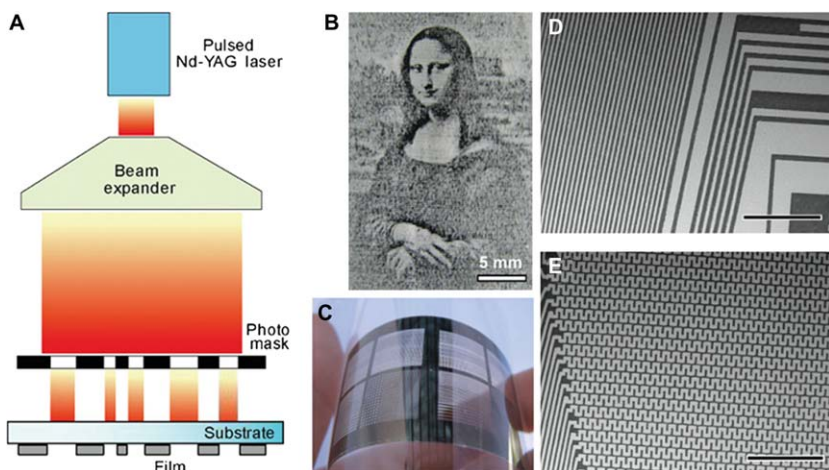 A
Pulsed
Nd-YAG laser
Beam
expander
Photo
mask
Substrate
Film
B
5 mm
C
D
E